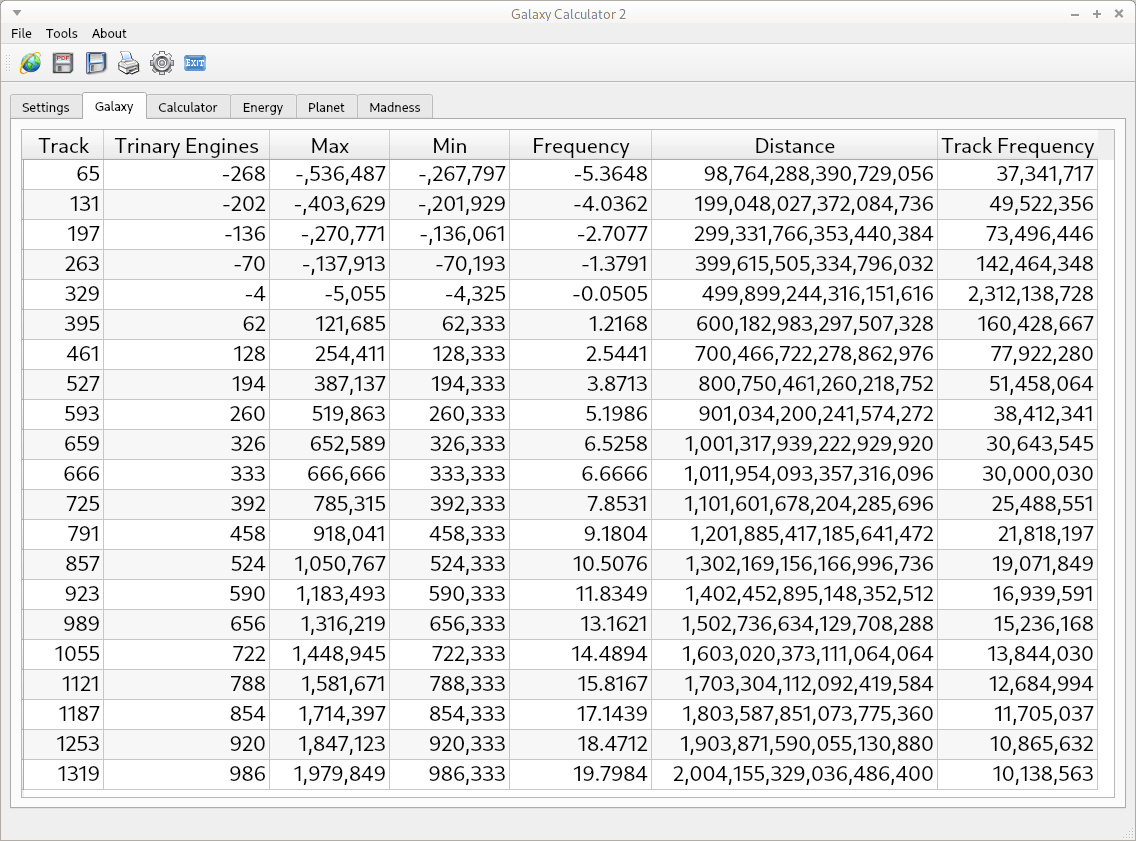 Galaxy Calculator 2
File Tools About
PDF EXIT
Settings Galaxy Calculator Energy Planet Madness
Track Trinary Engines Max Min Frequency Distance Track Frequency
65 -268 -,536,487 -,267,797 -5.3648 98,764,288,390,729,056 37,341,717
131 -202 -,403,629 -,201,929 -4.0362 199,048,027,372,084,736 49,522,356
197 -136 -,270,771 -,136,061 -2.7077 299,331,766,353,440,384 73,496,446
263 -70 -,137,913 -70,193 -1.3791 399,615,505,334,796,032 142,464,348
329 -4 -5,055 -4,325 -0.0505 499,899,244,316,151,616 2,312,138,728
395 62 121,685 62,333 1.2168 600,182,983,297,507,328 160,428,667
461 128 254,411 128,333 2.5441 700,466,722,278,862,976 77,922,280
527 194 387,137 194,333 3.8713 800,750,461,260,218,752 51,458,064
593 260 519,863 260,333 5.1986 901,034,200,241,574,272 38,412,341
659 326 652,589 326,333 6.5258 1,001,317,939,222,929,920 30,643,545
666 333 666,666 333,333 6.6666 1,011,954,093,357,316,096 30,000,030
725 392 785,315 392,333 7.8531 1,101,601,678,204,285,696 25,488,551
791 458 918,041 458,333 9.1804 1,201,885,417,185,641,472 21,818,197
857 524 1,050,767 524,333 10.5076 1,302,169,156,166,996,736 19,071,849
923 590 1,183,493 590,333 11.8349 1,402,452,895,148,352,512 16,939,591
989 656 1,316,219 656,333 13.1621 1,502,736,634,129,708,288 15,236,168
1055 722 1,448,945 722,333 14.4894 1,603,020,373,111,064,064 13,844,030
1121 788 1,581,671 788,333 15.8167 1,703,304,112,092,419,584 12,684,994
1187 854 1,714,397 854,333 17.1439 1,803,587,851,073,775,360 11,705,037
1253 920 1,847,123 920,333 18.4712 1,903,871,590,055,130,880 10,865,632
1319 986 1,979,849 986,333 19.7984 2,004,155,329,036,486,400 10,138,563